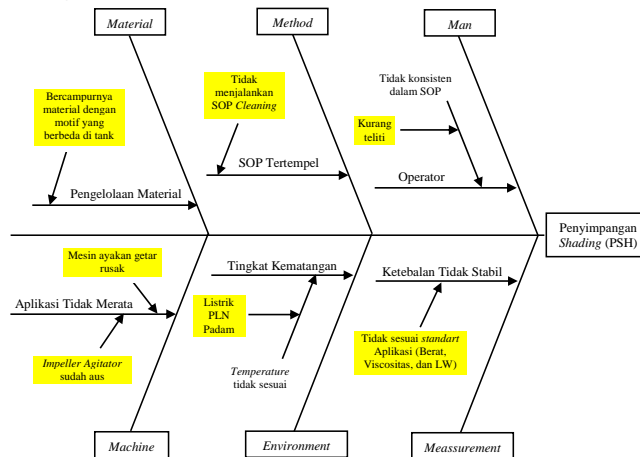 Material
Method
Man
Bercampurnya
material dengan
motif yang
berbeda di tank
Tidak
menjalankan
SOP Cleaning
Tidak konsisten
dalam SOP
Kurang
teliti
SOP Tertempel
Operator
Pengelolaan Material
Penyimpangan
Shading (PSH)
Mesin ayakan getar
rusak
Tingkat Kematangan
Ketebalan Tidak Stabil
Aplikasi Tidak Merata
Listrik
PLN
Padam
Tidak sesuai standart
Aplikasi (Berat,
Viscositas, dan LW)
Impeller Agitator
sudah aus
Temperature
tidak sesuai
Machine
Environment
Meassurement